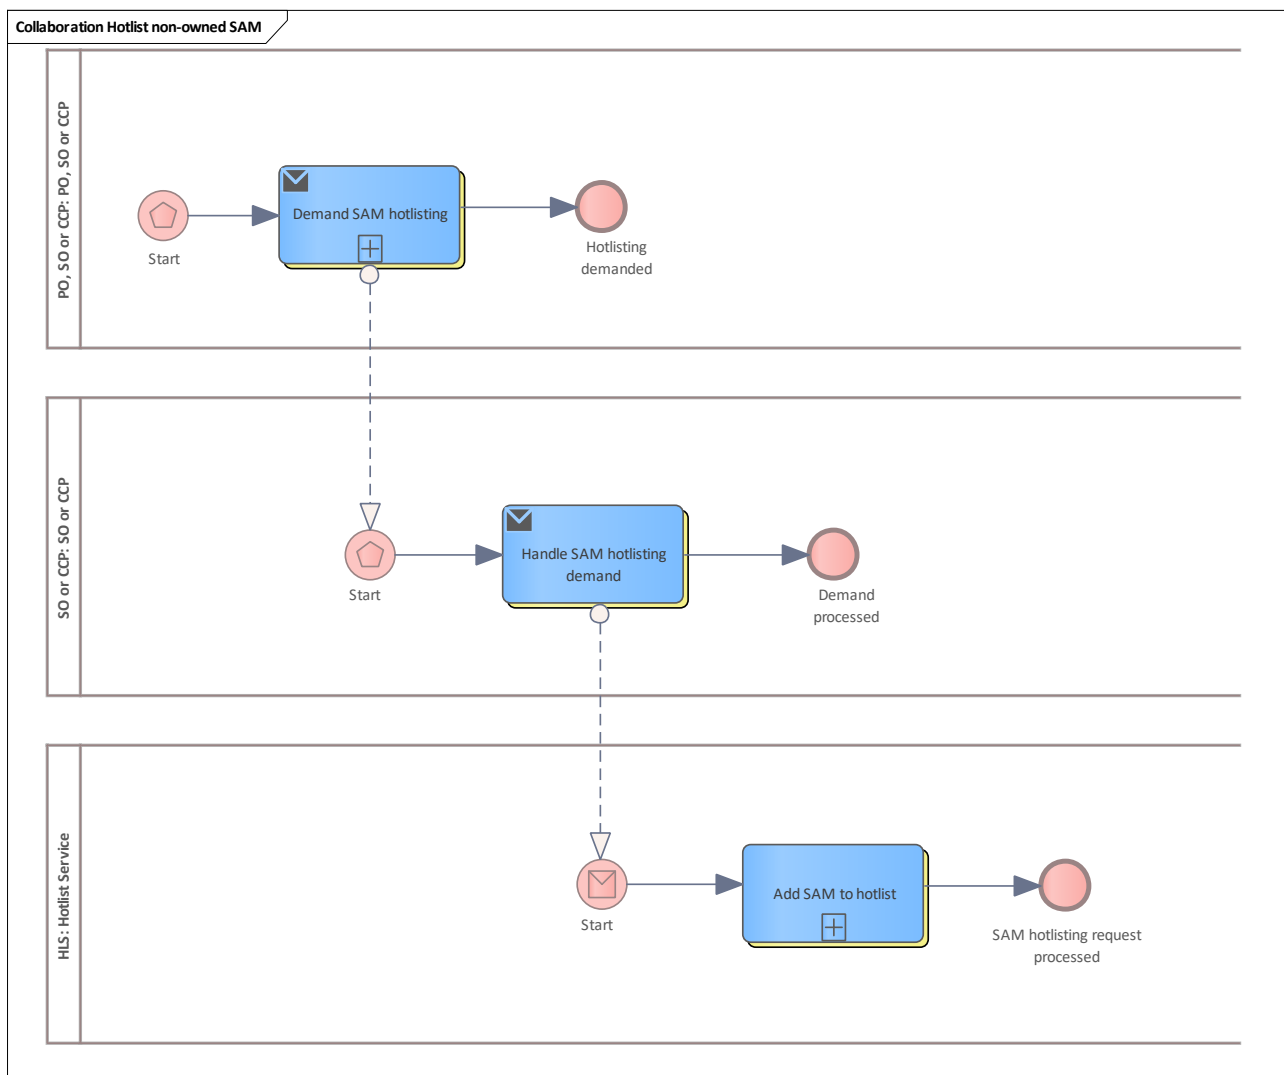 Collaboration Hotlist non-owned SAM
PO, SO or CCP: PO, SO or CCP
Start
Demand SAM hotlisting
Hotlisting
demanded
SO or CCP: SO or CCP
Start
Handle SAM hotlisting
demand
Demand
processed
HLS: Hotlist Service
Start
Add SAM to hotlist
SAM hotlisting request
processed